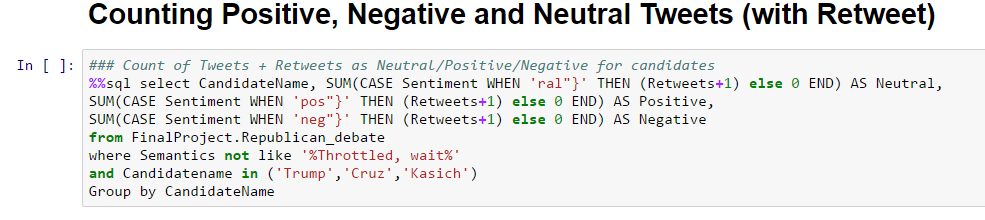 Counting Positive, Negative and Neutral Tweets (with Retweet)
In [ ]: ### Count of Tweets + Retweets as Neutral/Positive/Negative for candidates
%%sql select CandidateName, SUM(CASE Sentiment WHEN 'ral"}' THEN (Retweets+1) else 0 END) AS Neutral,
SUM(CASE Sentiment WHEN 'pos"}' THEN (Retweets+1) else 0 END) AS Positive,
SUM(CASE Sentiment WHEN 'neg"}' THEN (Retweets+1) else 0 END) AS Negative
from FinalProject.Republican_debate
where Semantics not like '%Throttled, wait%'
and Candidatename in ('Trump','Cruz','Kasich')
Group by CandidateName